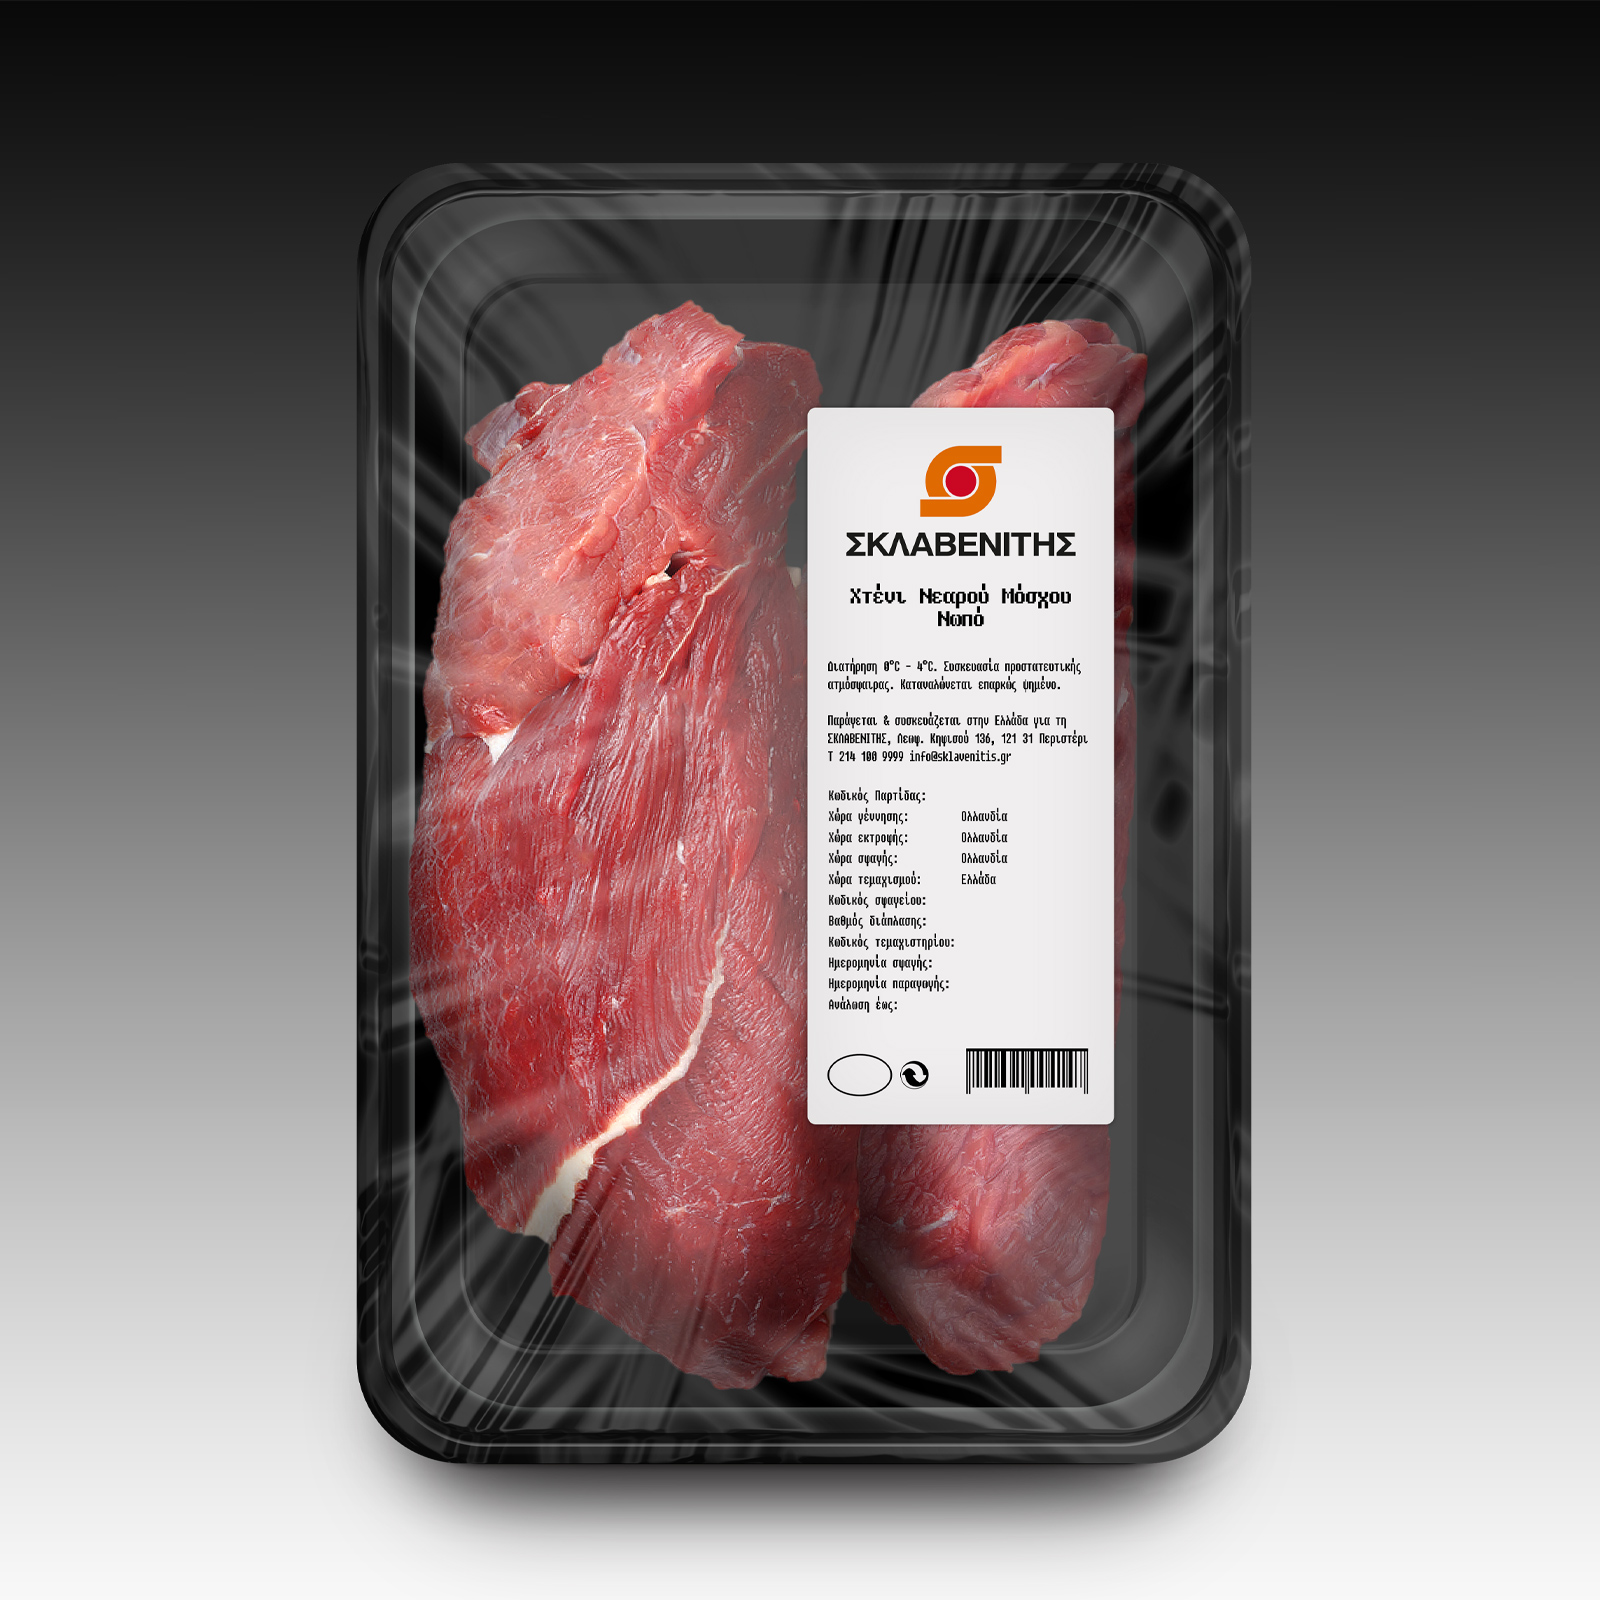 ΣΚΛΑΒΕΝΙΤΗΣ
Χτένι Νεαρού Μόσχου
Νωπό
Διατήρηση 0°C - 4°C. Συσκευασία προστατευτικής
ατμόσφαιρας. Καταναλώνεται επαρκώς ψημένο.
Παράγεται & συσκευάζεται στην Ελλάδα για τη
ΣΚΛΑΒΕΝΙΤΗΣ, Λεωφ. Κηφισού 136, 121 31 Περιστέρι
Τ 214 100 9999 info@sklavenitis.gr
Κωδικός Παρτίδας:
Χώρα γέννησης: Ολλανδία
Χώρα εκτροφής: Ολλανδία
Χώρα σφαγής: Ολλανδία
Χώρα τεμαχισμού: Ελλάδα
Κωδικός σφαγείου:
Βαθμός διάπλασης:
Κωδικός τεμαχιστηρίου:
Ημερομηνία σφαγής:
Ημερομηνία παραγωγής:
Ανάλωση έως: